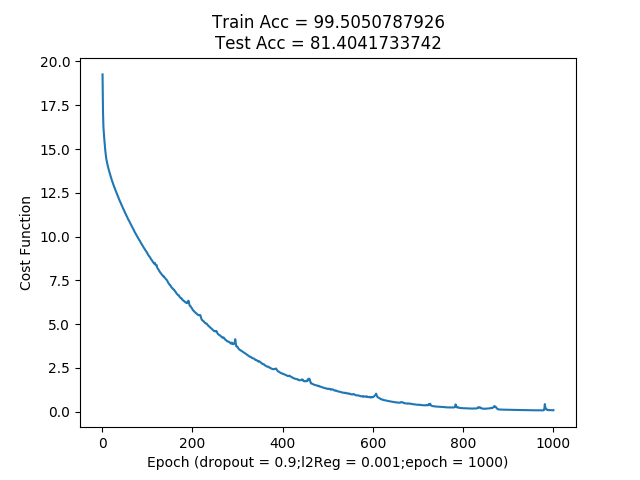 Train Acc = 99.5050787926
Test Acc = 81.4041733742
20.0
17.5
15.0
12.5
10.0
7.5
5.0
2.5
0.0
Cost Function
0 200 400 600 800 1000
Epoch (dropout = 0.9;l2Reg = 0.001;epoch = 1000)